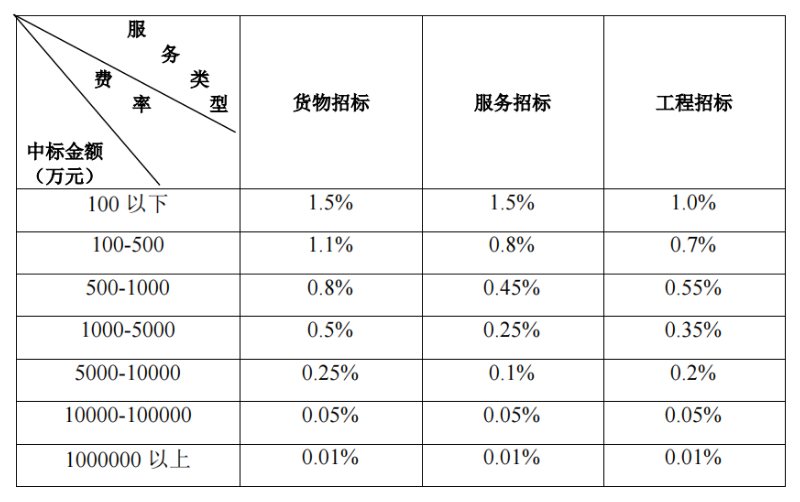 服务类型
费率
中标金额
（万元）
货物招标 服务招标 工程招标
100 以下 1.5% 1.5% 1.0%
100-500 1.1% 0.8% 0.7%
500-1000 0.8% 0.45% 0.55%
1000-5000 0.5% 0.25% 0.35%
5000-10000 0.25% 0.1% 0.2%
10000-100000 0.05% 0.05% 0.05%
1000000 以上 0.01% 0.01% 0.01%